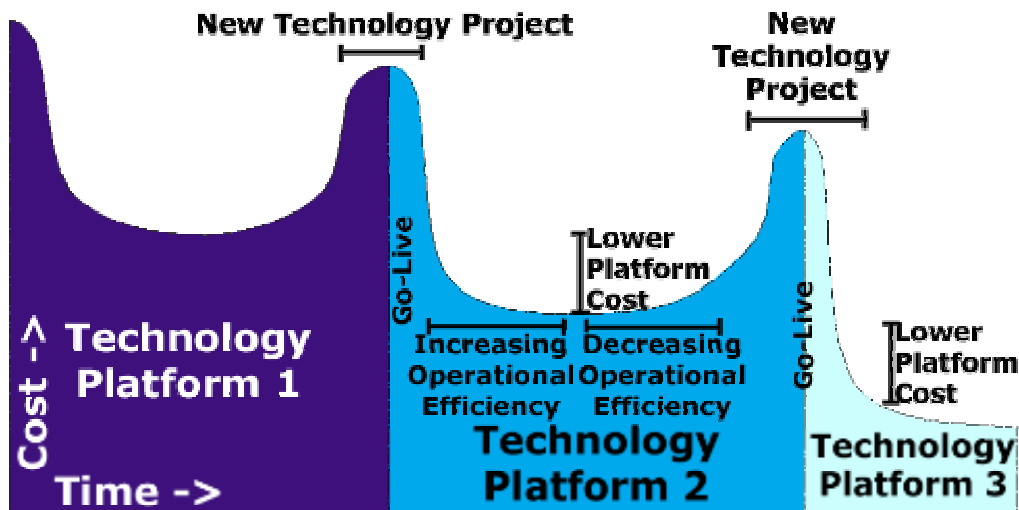 New Technology Project
New
Technology
Project
Go-Live
Lower
Platform
Cost
Increasing
Operational
Efficiency
Decreasing
Operational
Efficiency
Go-Live
Lower
Platform
Cost
Cost ->
Technology
Platform 1
Time ->
Technology
Platform 2
Technology
Platform 3